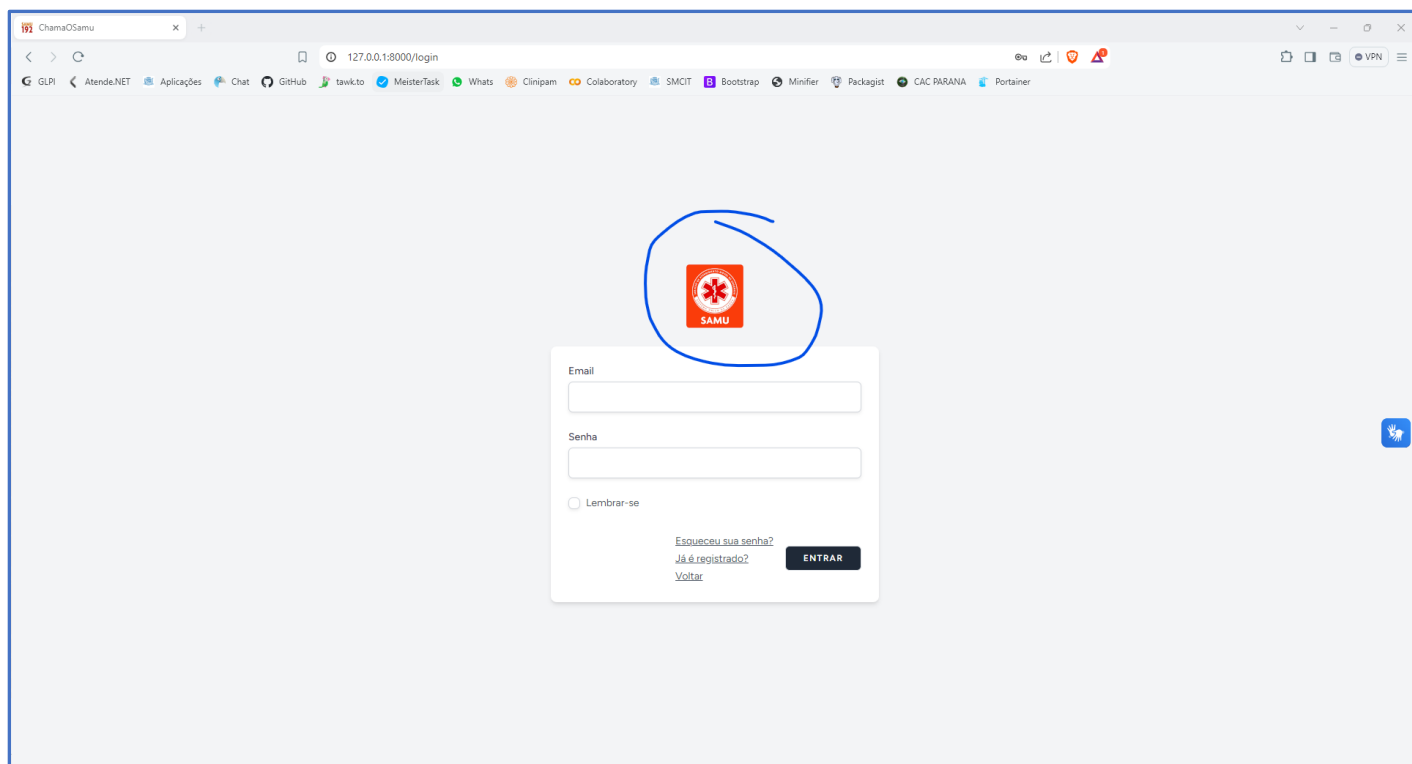 192 ChamaOSamu
127.0.0.1:8000/login
VPN
GLPI Atende.NET Aplicações Chat GitHub tawk.to MeisterTask Whats Clinipam Colaboratory SMCIT Bootstrap Minifier Packagist CAC PARANA Portainer
SAMU
Email
Senha
Lembrar-se
Esqueceu sua senha?
Já é registrado?
ENTRAR
Voltar